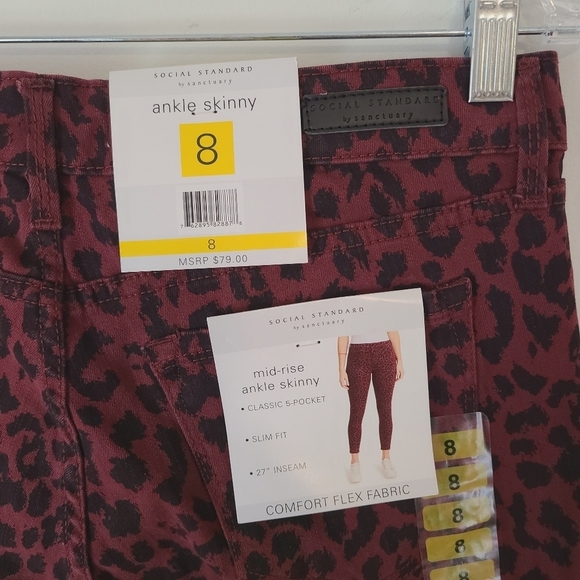 SOCIAL STANDARD
by sanctuary
ankle skinny
8
8
MSRP $79.00
SOCIAL STANDARD
by sanctuary
SOCIAL STANDARD
by sanctuary
mid-rise
ankle skinny
• CLASSIC 5-POCKET
• SLIM FIT
• 27" INSEAM
COMFORT FLEX FABRIC
8
8
8
8
8